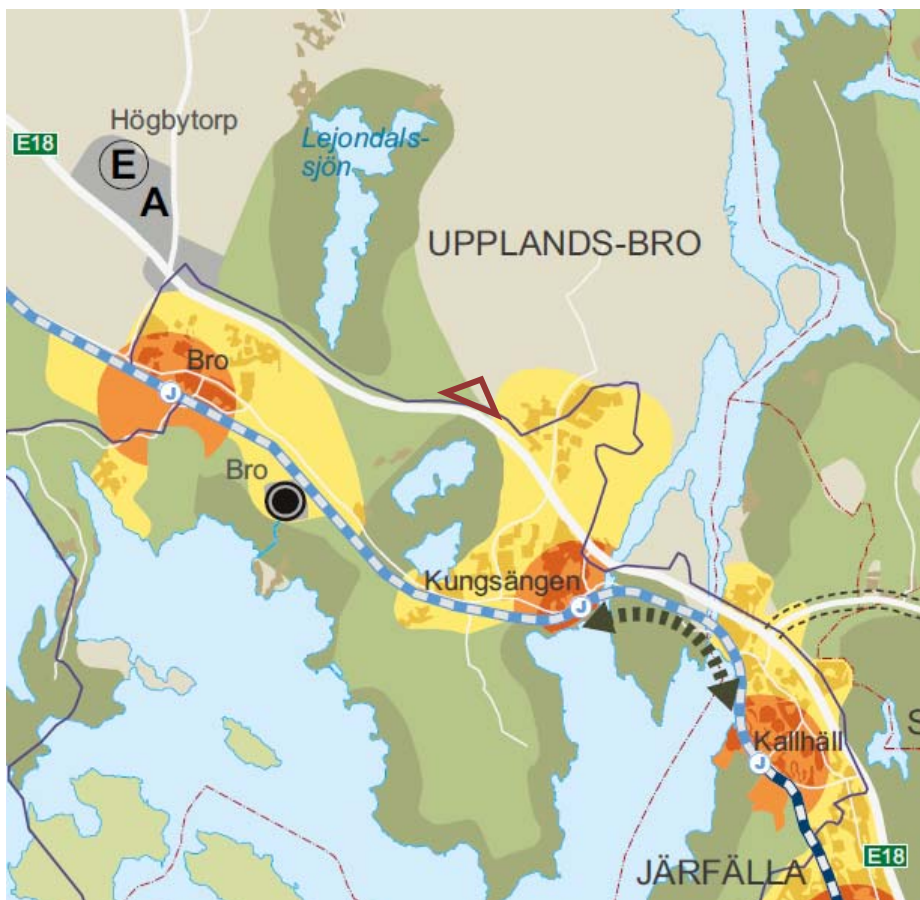 Högbytorp
E18
E
A
Lejondals-
sjön
UPPLANDS-BRO
Bro
J
Bro
Kungsängen
J
S
Kallhäll
J
E18
JÄRFÄLLA